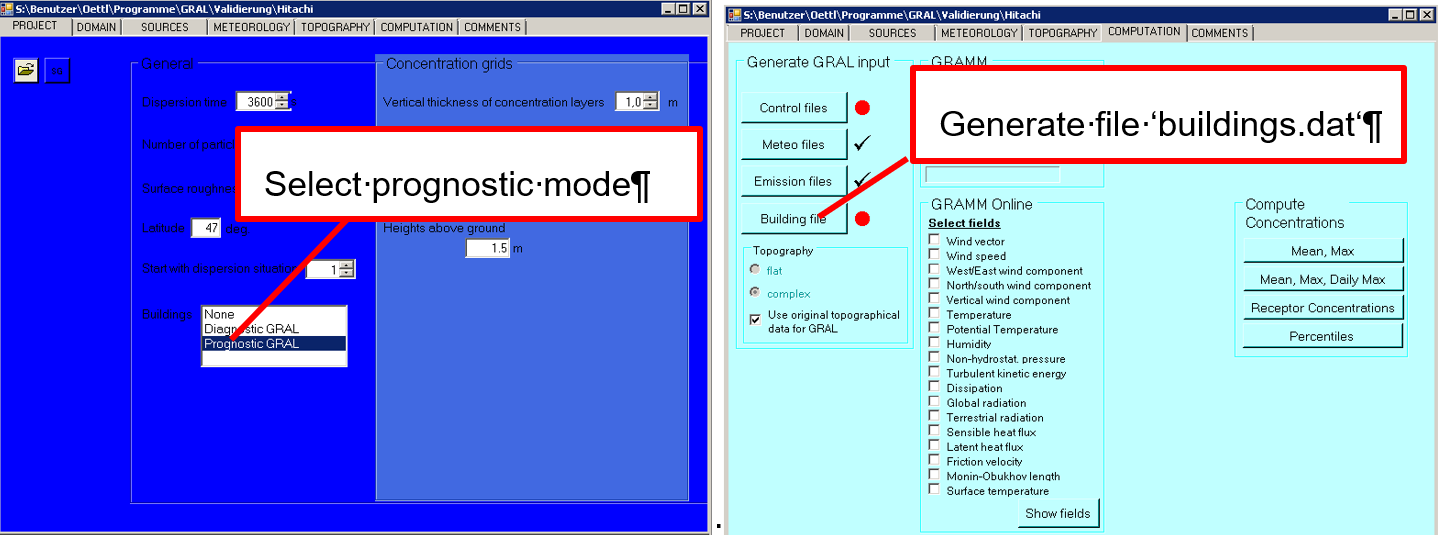 S:\Benutzer\Oettl\Programme\GRAL\Validierung\Hitachi
PROJECT DOMAIN SOURCES METEOROLOGY TOPOGRAPHY COMPUTATION COMMENTS
General
Dispersion time 3600 s
Number of partic
Surface roughnes
Latitude 47 deg.
Start with dispersion situation 1
Buildings
None
Diagnostic GRAL
Prognostic GRAL
Concentration grids
Vertical thickness of concentration layers 1,0 m
Heights above ground
1.5 m
Select·prognostic·mode¶
.
S:\Benutzer\Oettl\Programme\GRAL\Validierung\Hitachi
PROJECT DOMAIN SOURCES METEOROLOGY TOPOGRAPHY COMPUTATION COMMENTS
Generate GRAL input
Control files
Meteo files
Emission files
Building file
Topography
flat
complex
Use original topographical
data for GRAL
GRAMM
Generate·file·‘buildings.dat‘¶
GRAMM Online
Select fields
Wind vector
Wind speed
West/East wind component
North/south wind component
Vertical wind component
Temperature
Potential Temperature
Humidity
Non-hydrostat. pressure
Turbulent kinetic energy
Dissipation
Global radiation
Terrestrial radiation
Sensible heat flux
Latent heat flux
Friction velocity
Monin-Obukhov length
Surface temperature
Show fields
Compute
Concentrations
Mean, Max
Mean, Max, Daily Max
Receptor Concentrations
Percentiles